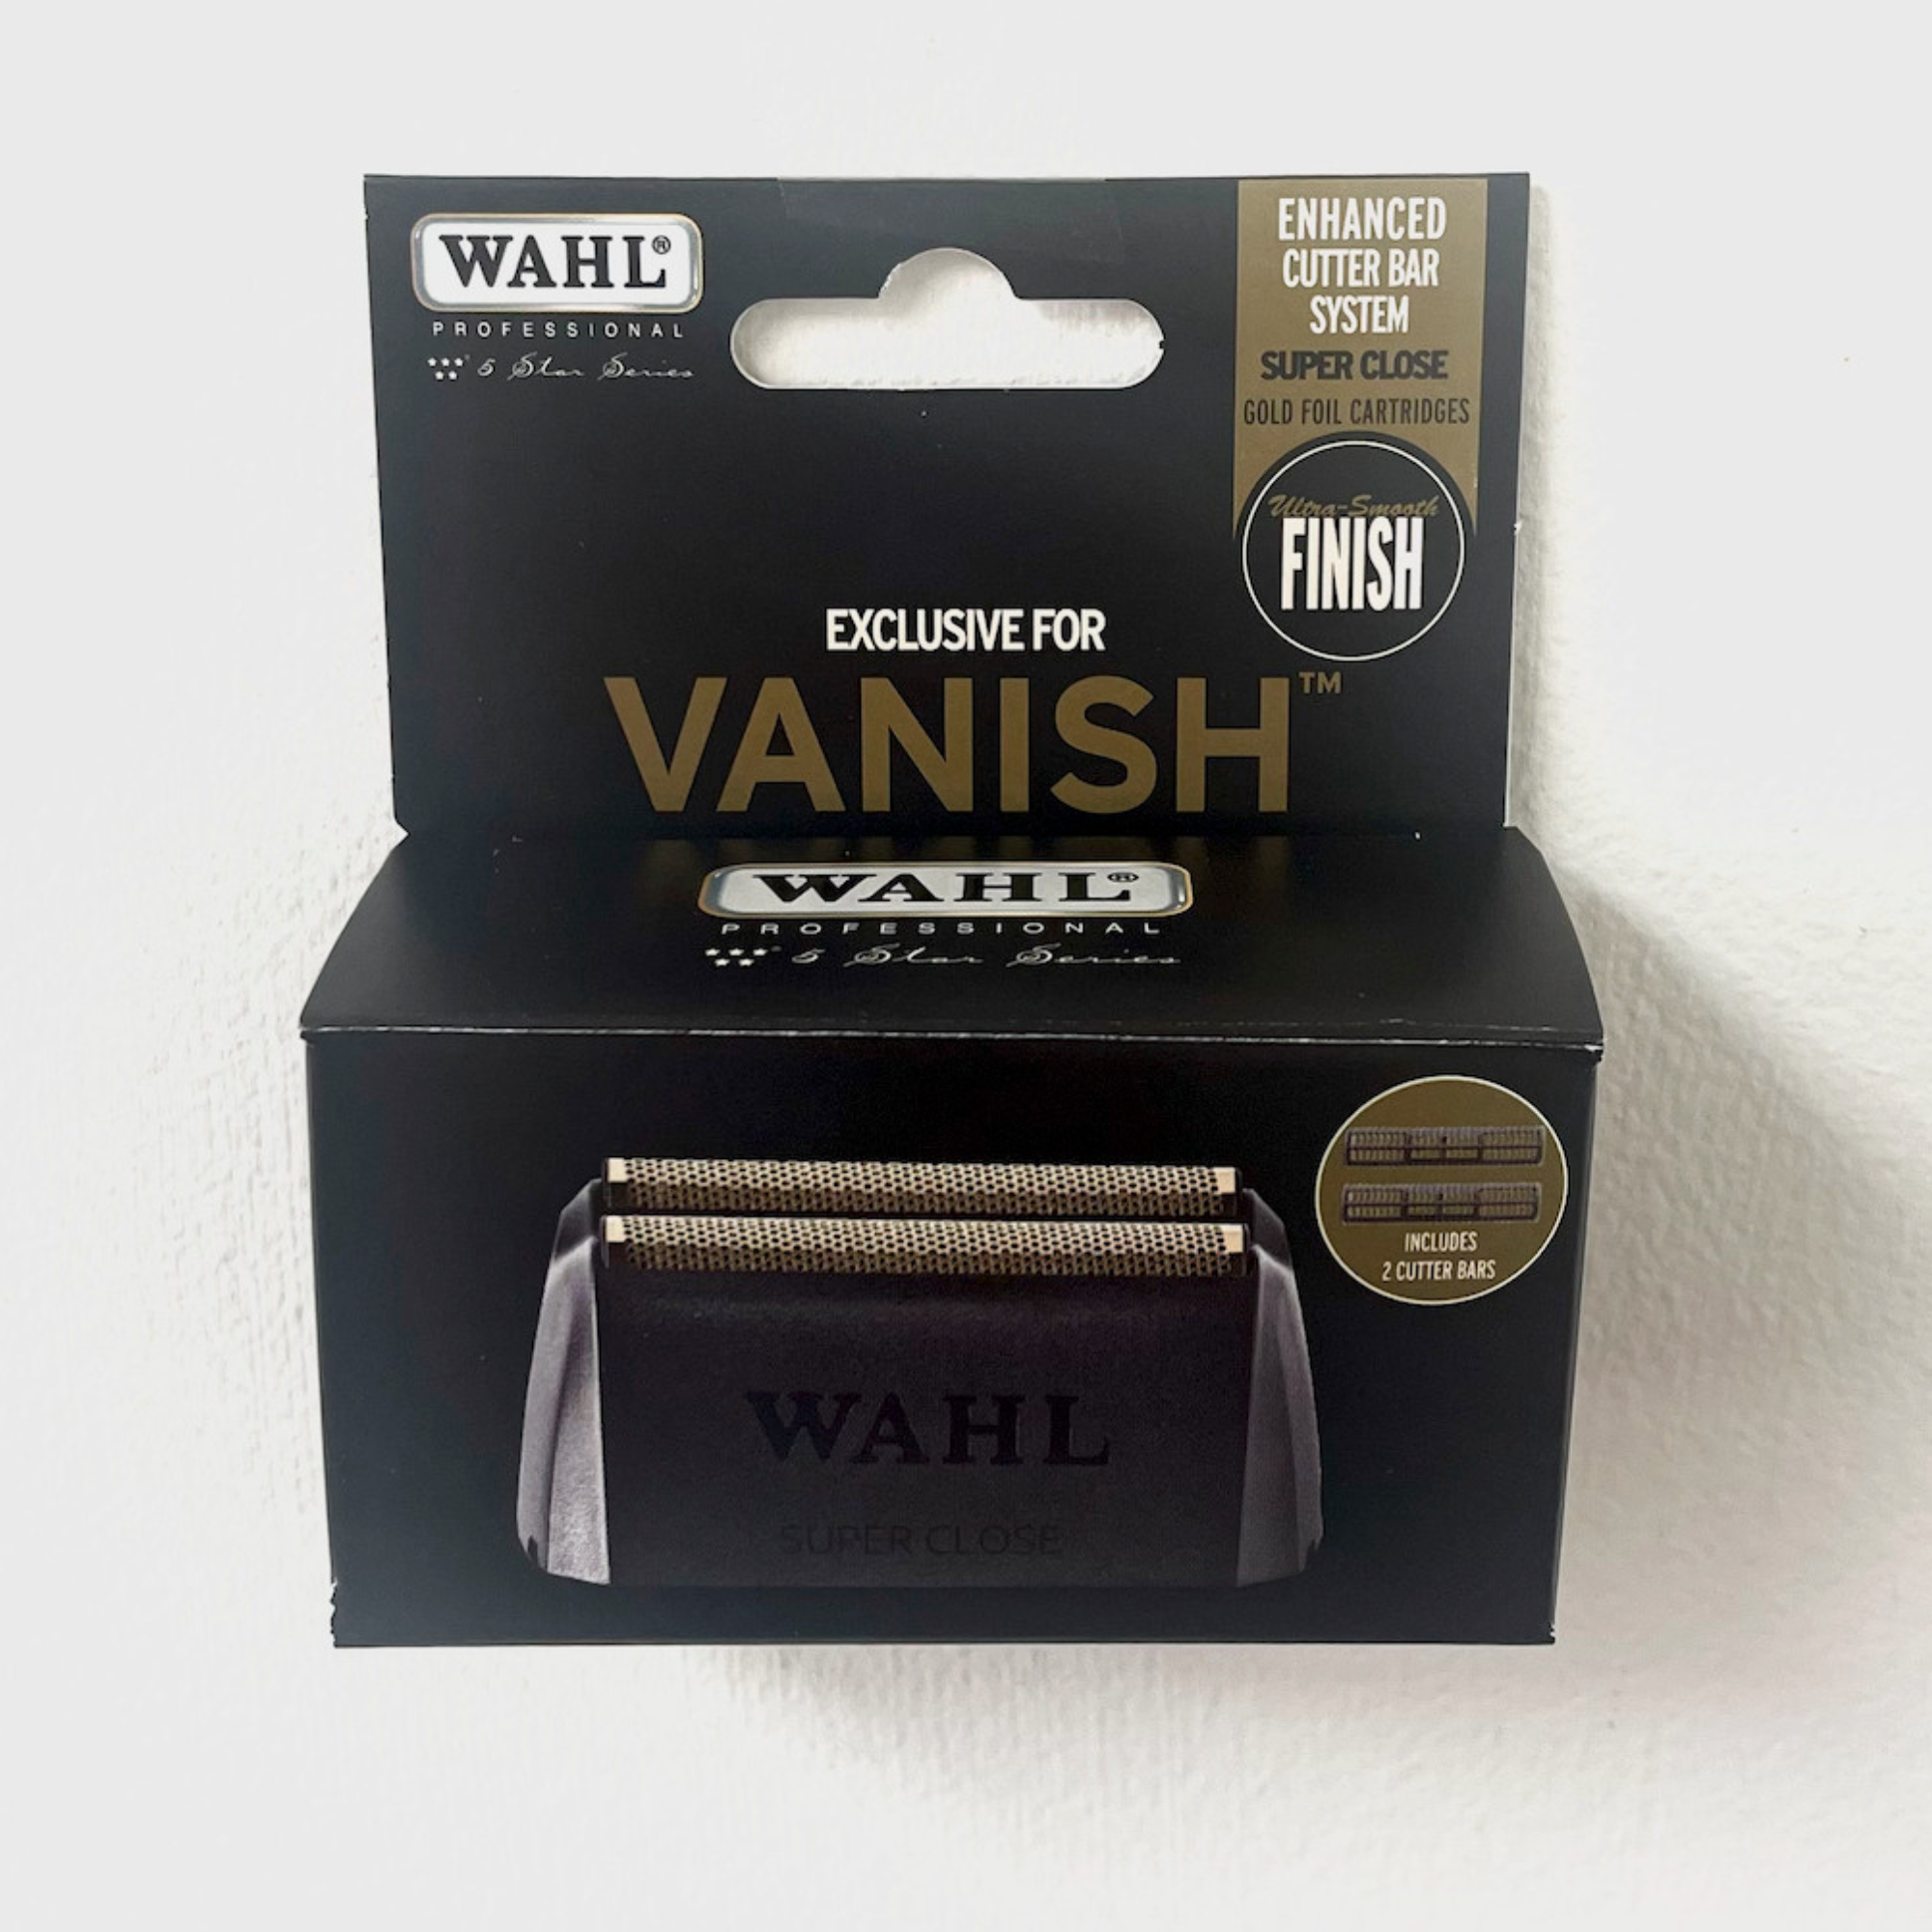 WAHL®
PROFESSIONAL
5 Star Series
ENHANCED
CUTTER BAR
SYSTEM
SUPER CLOSE
GOLD FOIL CARTRIDGES
Ultra-Smooth
FINISH
EXCLUSIVE FOR
VANISH™
WAHL®
PROFESSIONAL
5 Star Series
INCLUDES
2 CUTTER BARS
WAHL
SUPER CLOSE